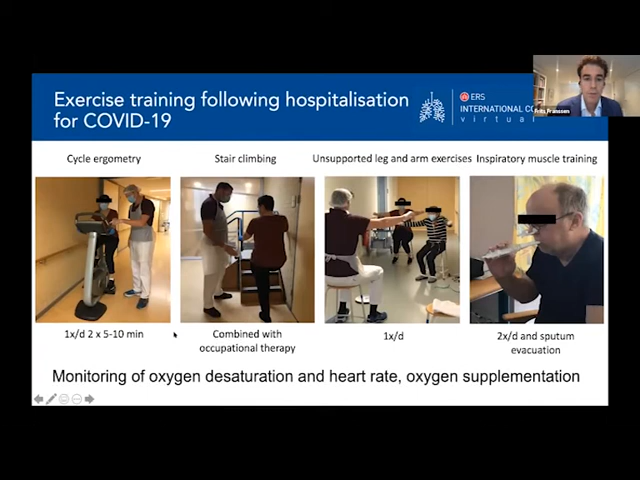 Exercise training following hospitalisation
for COVID-19
ERS
INTERNATIONAL CO
virtual
Frits Franssen
Cycle ergometry
Stair climbing
Unsupported leg and arm exercises
Inspiratory muscle training
1x/d 2 x 5-10 min
Combined with
occupational therapy
1x/d
2x/d and sputum
evacuation
Monitoring of oxygen desaturation and heart rate, oxygen supplementation